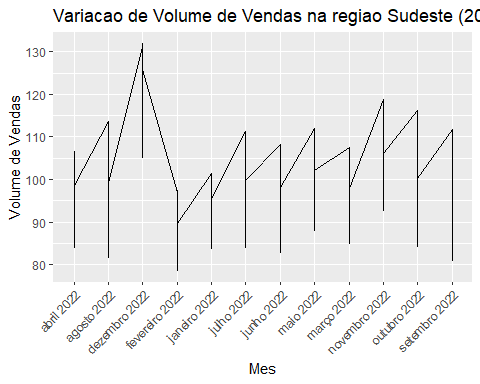 Variacao de Volume de Vendas na regiao Sudeste (20
130
120
110
100
90
80
Volume de Vendas
abril 2022
agosto 2022
dezembro 2022
fevereiro 2022
janeiro 2022
julho 2022
junho 2022
maio 2022
março 2022
novembro 2022
outubro 2022
setembro 2022
Mes